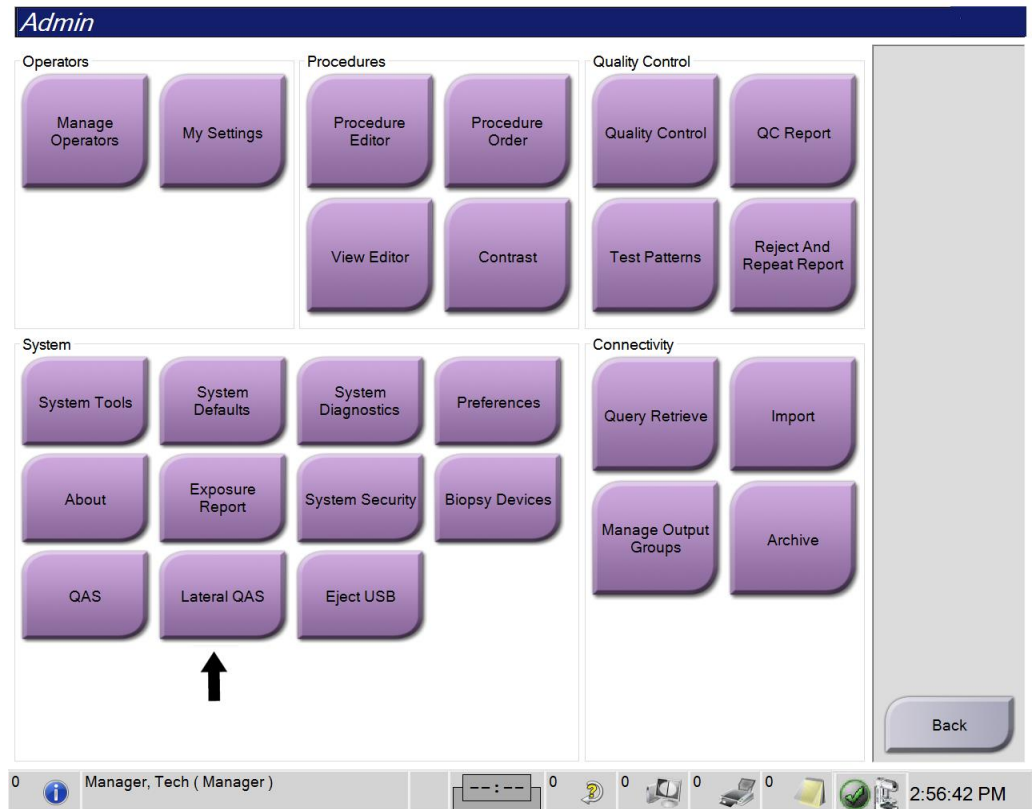 Admin
Operators
Manage
Operators
My Settings
Procedures
Procedure
Editor
Procedure
Order
View Editor
Contrast
Quality Control
Quality Control
QC Report
Test Patterns
Reject And
Repeat Report
System
System Tools
System
Defaults
System
Diagnostics
Preferences
About
Exposure
Report
System Security
Biopsy Devices
QAS
Lateral QAS
Eject USB
Connectivity
Query Retrieve
Import
Manage Output
Groups
Archive
Back
0
Manager, Tech ( Manager )
--:--
0
0
0
0
2:56:42 PM